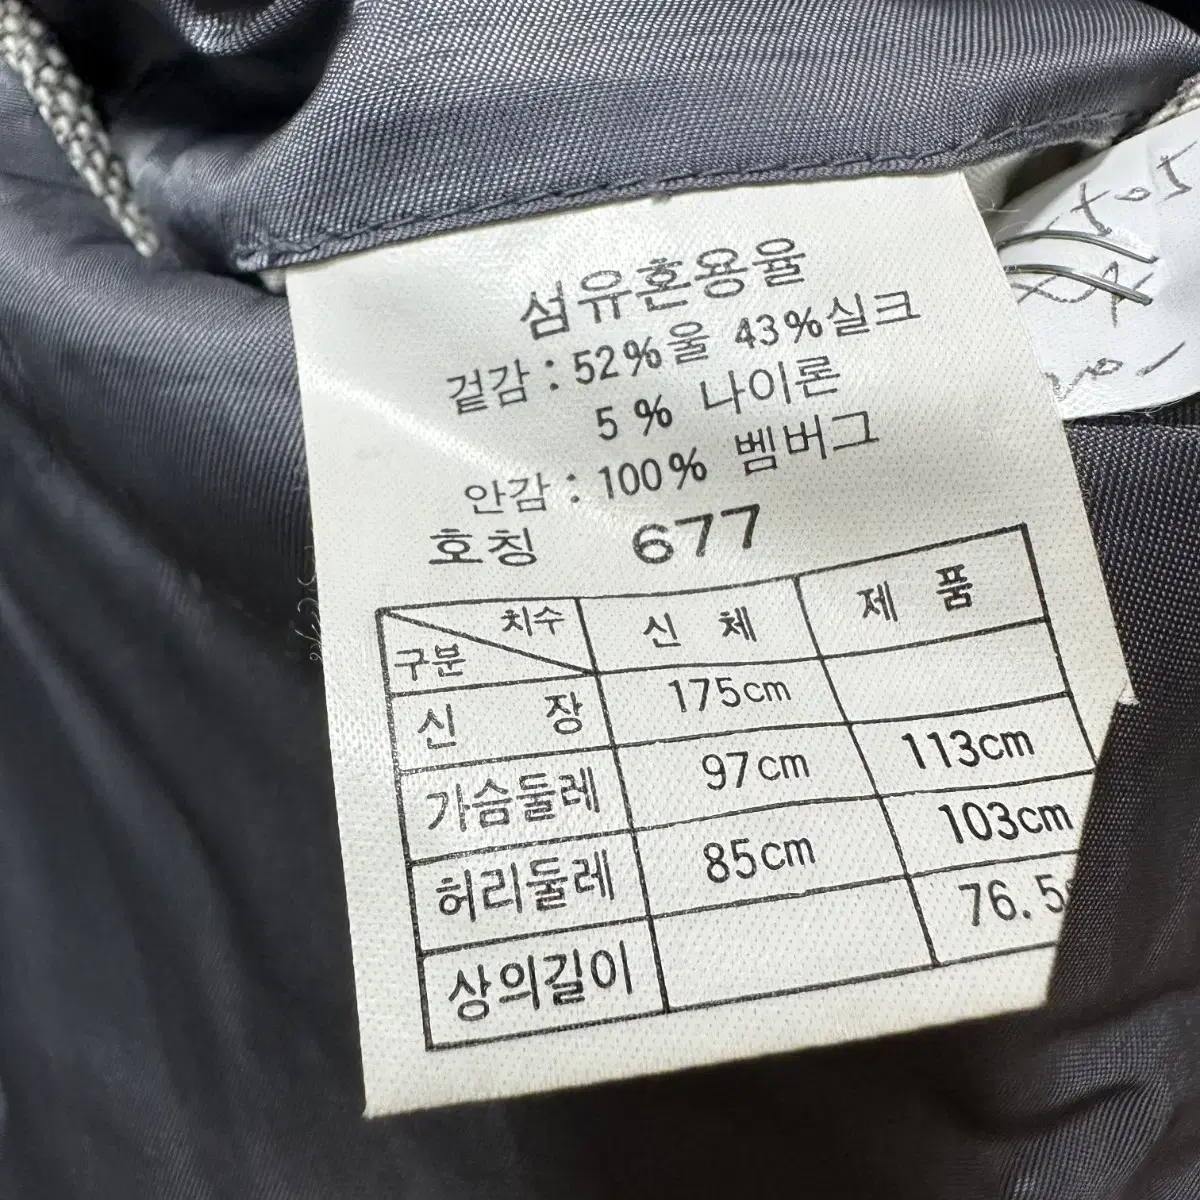 섬유혼용율
겉감 : 52%울 43%실크
5% 나이론
안감 : 100% 벰버그
호칭 677
치수 신 체 제 품
구분
신 장 175cm
가슴둘레 97cm 113cm
허리둘레 85cm 103cm
상의길이 76.5